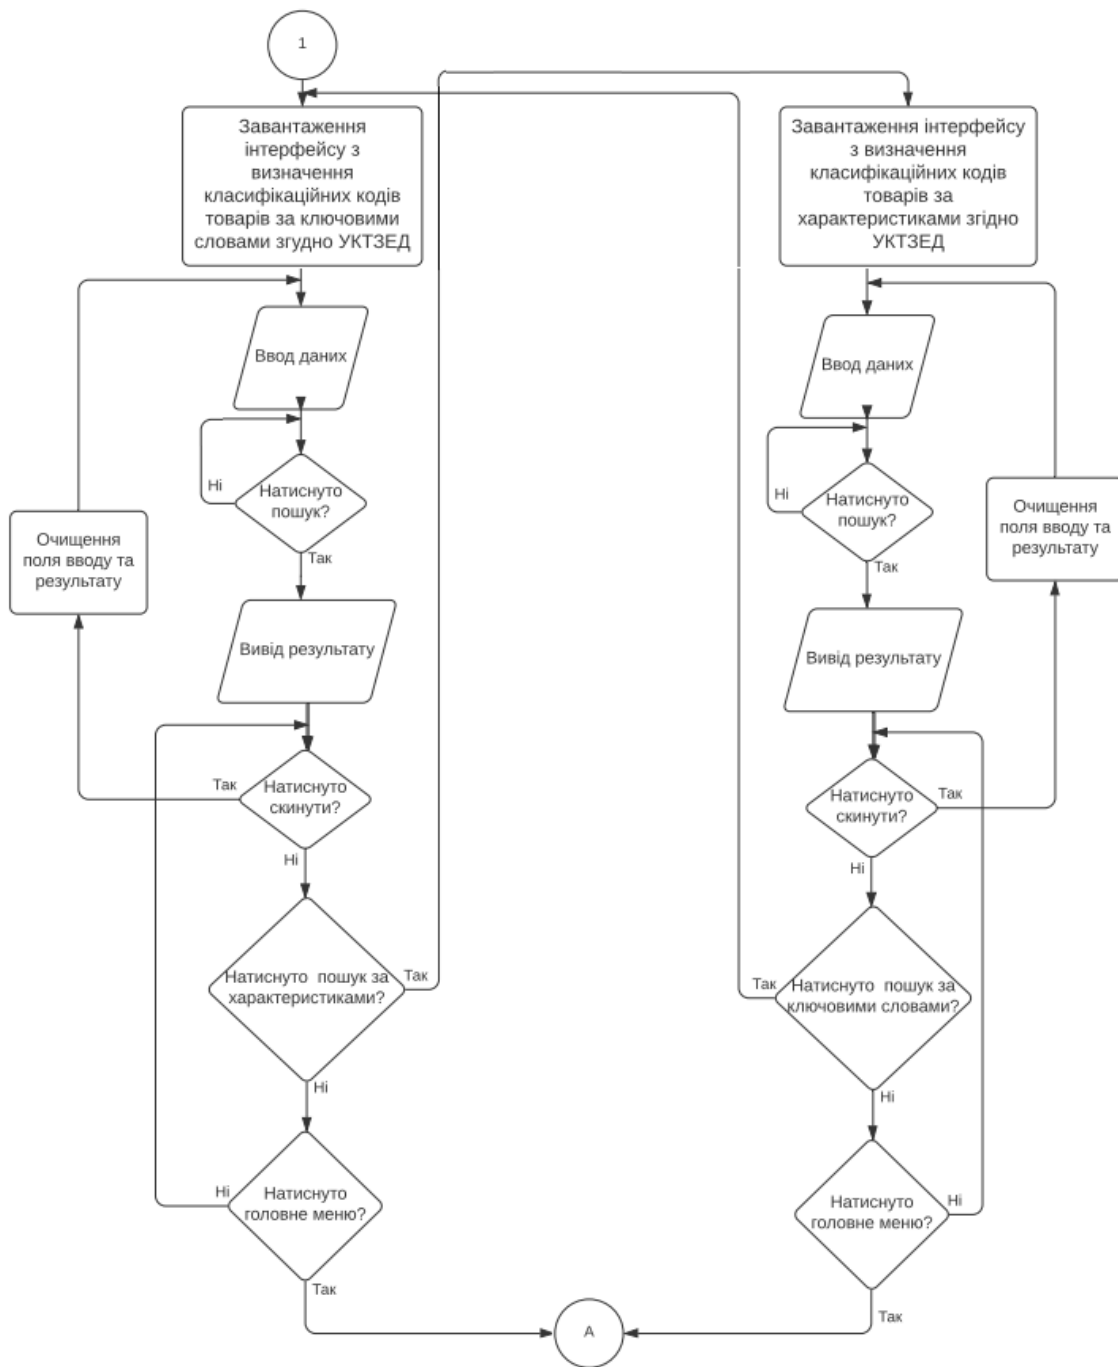 1
Завантаження
інтерфейсу з
визначення
класифікаційних кодів
товарів за ключовими
словами згудно УКТЗЕД
Ввод даних
Натиснуто
пошук?
Ні
Так
Очищення
поля вводу та
результату
Вивід результату
Натиснуто
скинути?
Так
Ні
Натиснуто  пошук за
характеристиками?
Так
Ні
Натиснуто
головне меню?
Ні
Так
Завантаження інтерфейсу
з визначення
класифікаційних кодів
товарів за
характеристиками згідно
УКТЗЕД
Ввод даних
Натиснуто
пошук?
Ні
Так
Очищення
поля вводу та
результату
Вивід результату
Натиснуто
скинути?
Так
Ні
Натиснуто  пошук за
ключовими словами?
Так
Ні
Натиснуто
головне меню?
Ні
Так
А